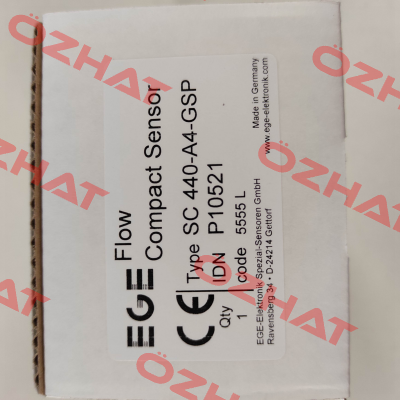 EGE Flow
Compact Sensor
CE Type SC 440-A4-GSP
IDN P10521
Qty
1 code 5555 L
EGE-Elektronik Spezial-Sensoren GmbH
Ravensberg 34 • D-24214 Gettorf
Made in Germany
www.ege-elektronik.com
ÖZHAT
ÖZHAT
ÖZHAT
ÖZHAT
ÖZHAT
ÖZHAT